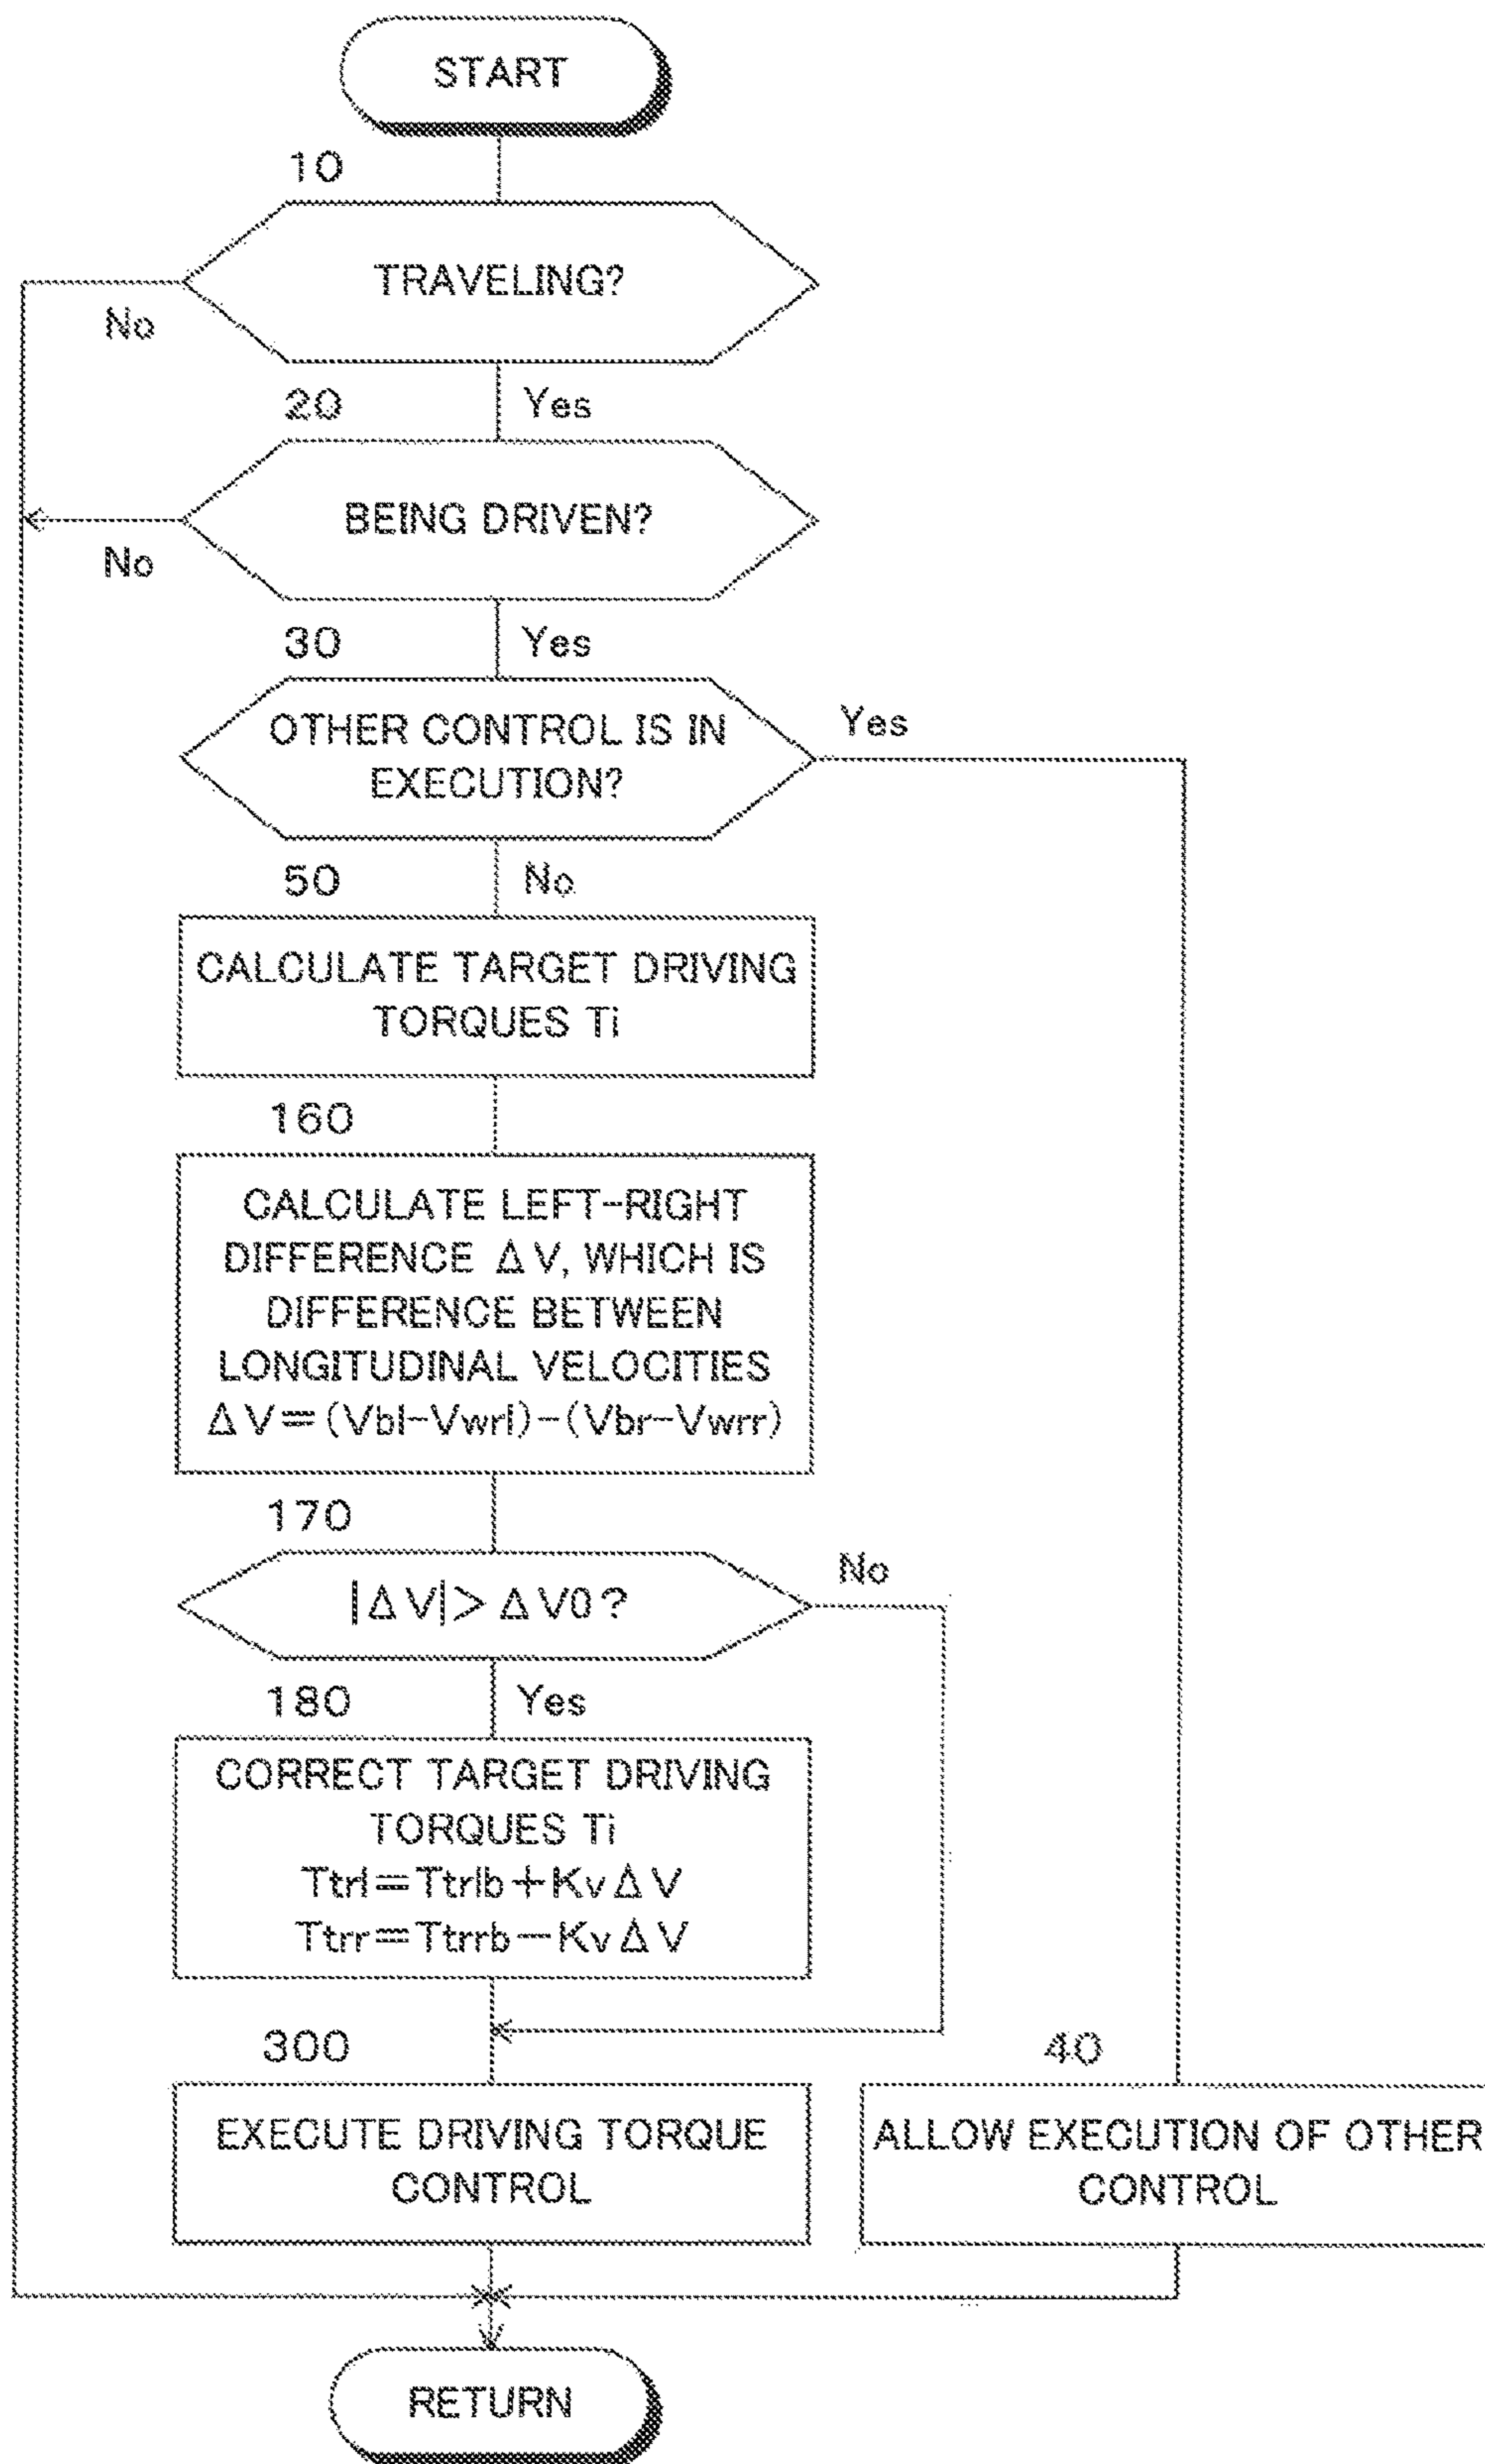 START
10
TRAVELING?
No
20
Yes
BEING DRIVEN?
No
30
Yes
OTHER CONTROL IS IN
EXECUTION?
Yes
50
No
CALCULATE TARGET DRIVING
TORQUES Ti
160
CALCULATE LEFT-RIGHT
DIFFERENCE ΔV, WHICH IS
DIFFERENCE BETWEEN
LONGITUDINAL VELOCITIES
ΔV=(Vbl-Vwrl)-(Vbr-Vwrr)
170
No
|ΔV|>ΔV0?
180
Yes
CORRECT TARGET DRIVING
TORQUES Ti
Ttrl=Ttrlb+KvΔV
Ttrr=Ttrrb-KvΔV
300
40
EXECUTE DRIVING TORQUE
CONTROL
ALLOW EXECUTION OF OTHER
CONTROL
RETURN